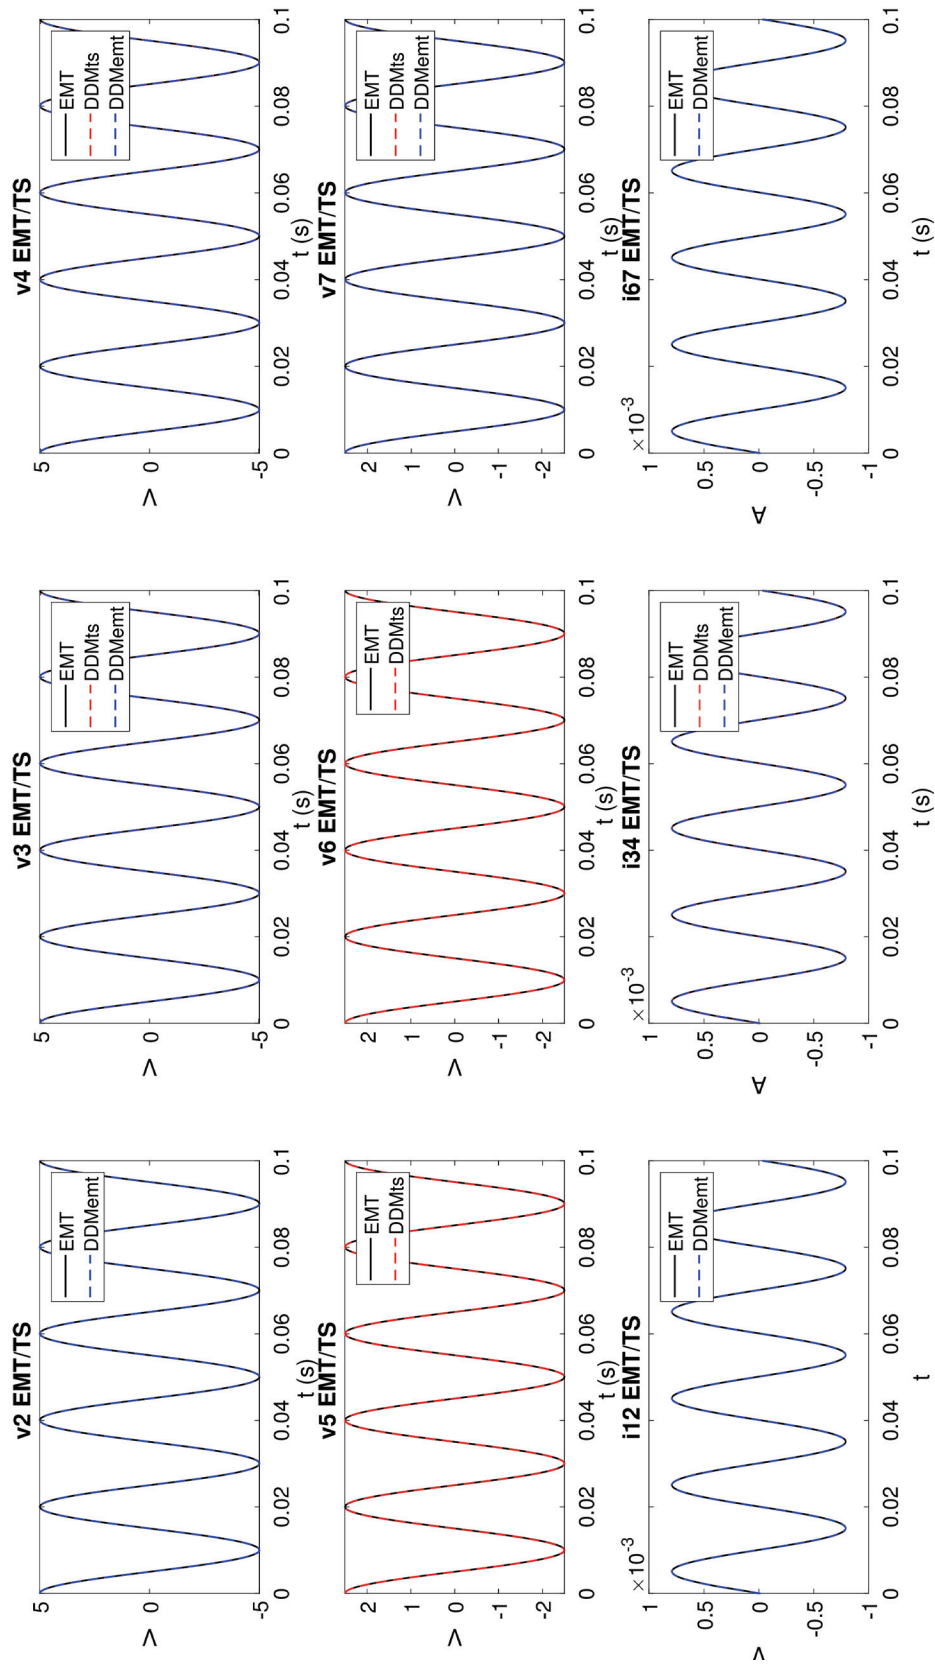 v2 EMT/TS
5
0
-5
V
0
0.02
0.04
0.06
0.08
0.1
t (s)
EMT
DDMemt
v3 EMT/TS
5
0
-5
V
0
0.02
0.04
0.06
0.08
0.1
t (s)
EMT
DDMts
DDMemt
v4 EMT/TS
5
0
-5
V
0
0.02
0.04
0.06
0.08
0.1
t (s)
EMT
DDMts
DDMemt
v5 EMT/TS
2
1
0
-1
-2
V
0
0.02
0.04
0.06
0.08
0.1
t (s)
EMT
DDMts
v6 EMT/TS
2
1
0
-1
-2
V
0
0.02
0.04
0.06
0.08
0.1
t (s)
EMT
DDMts
v7 EMT/TS
2
1
0
-1
-2
V
0
0.02
0.04
0.06
0.08
0.1
t (s)
EMT
DDMts
DDMemt
i12 EMT/TS
×10⁻³
1
0.5
0
-0.5
-1
0
0.02
0.04
0.06
0.08
0.1
t
EMT
DDMemt
i34 EMT/TS
×10⁻³
1
0.5
0
-0.5
-1
A
0
0.02
0.04
0.06
0.08
0.1
t (s)
EMT
DDMts
DDMemt
i67 EMT/TS
×10⁻³
1
0.5
0
-0.5
-1
A
0
0.02
0.04
0.06
0.08
0.1
t (s)
EMT
DDMemt